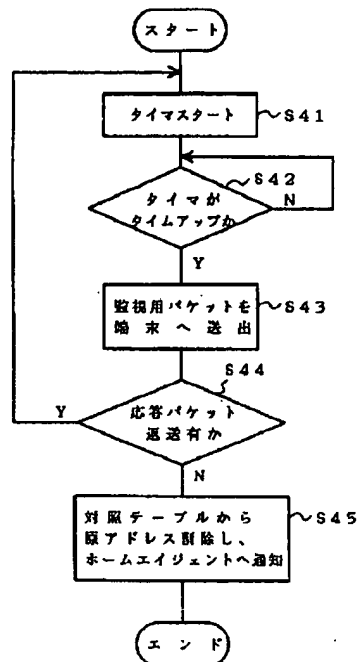 スタート
タイマスタート
S41
S42
タイマが
タイムアップか
N
Y
監視用パケットを
端末へ送出
S43
S44
応答パケット
返送有か
Y
N
対照テーブルから
原アドレス削除し、
ホームエイジェントへ通知
S45
エンド